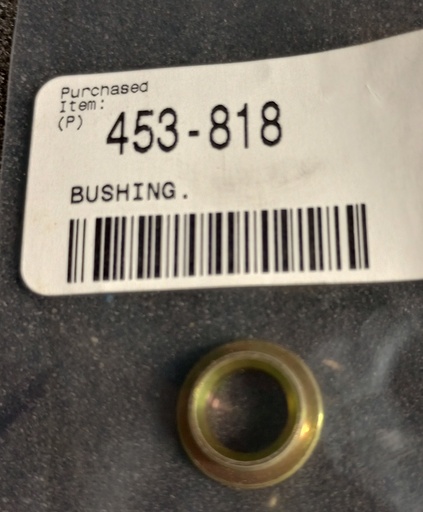 Purchased
Item:
(P) 453-818
BUSHING.